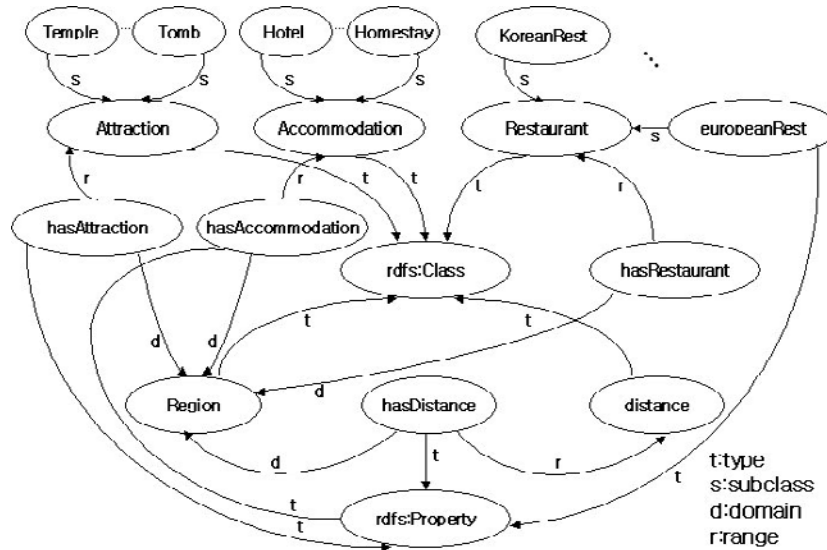 Temple
Tomb
Hotel
Homestay
KoreanRest
s
s
s
s
s
Attraction
Accommodation
Restaurant
s
europeanRest
r
r
t
t
t
r
hasAttraction
hasAccommodation
rdfs:Class
hasRestaurant
d
d
t
t
d
Region
hasDistance
distance
d
t
r
t
t
t
rdfs:Property
t:type
s:subclass
d:domain
r:range